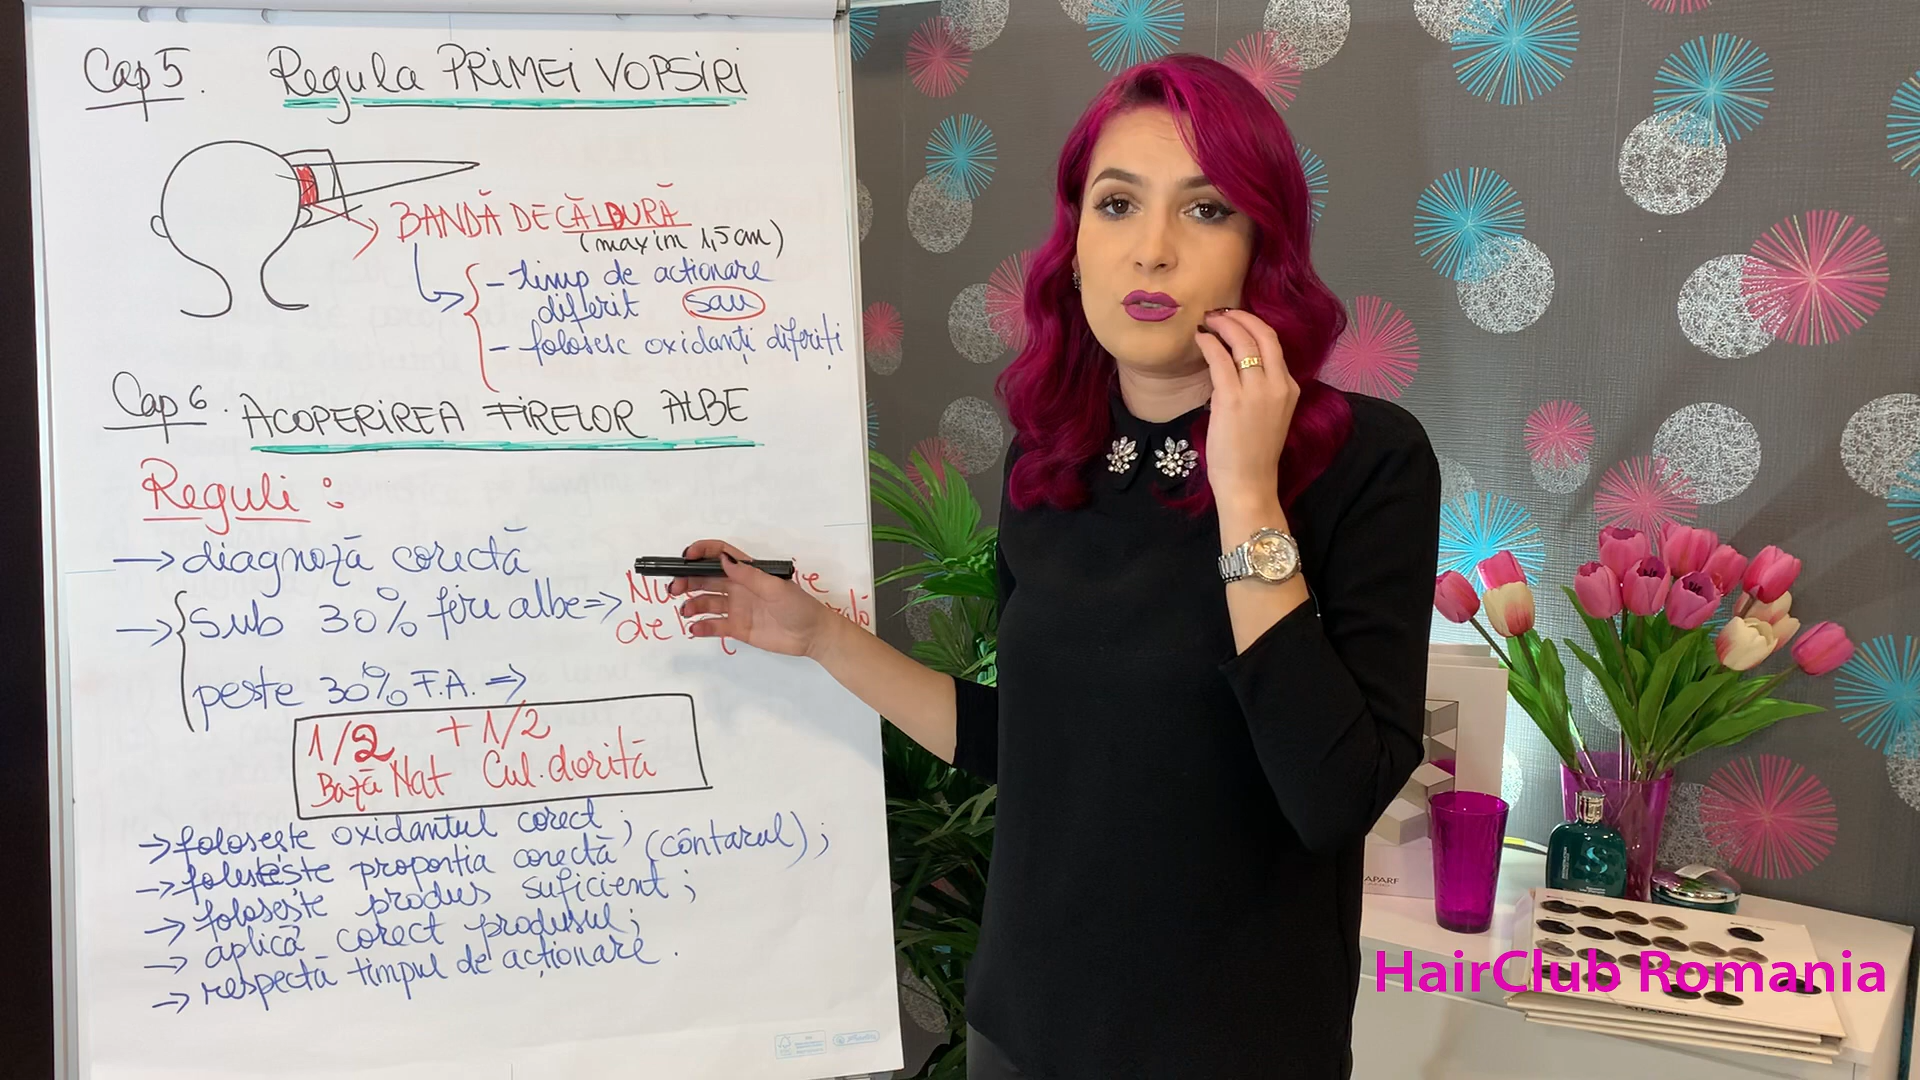 Cap 5. Regula PRIMEI VOPSIRI
BANDĂ DE CĂLDURĂ
(maxim 1,5 cm)
- timp de actionare
diferit sau
- folosesc oxidanți diferiți
Cap 6. ACOPERIREA FIRELOR ALBE
Reguli :
→ diagnoză corectă
→ Sub 30% fire albe =>
de
peste 30% F.A. =>
1/2 + 1/2
Bază Nat Cul. dorită
→ folosește oxidantul corect ;
→ folosește proportia corectă (cântarul) ;
→ folosește produs suficient ;
→ aplică corect produsul ;
→ respectă timpul de acționare .
HairClub Romania